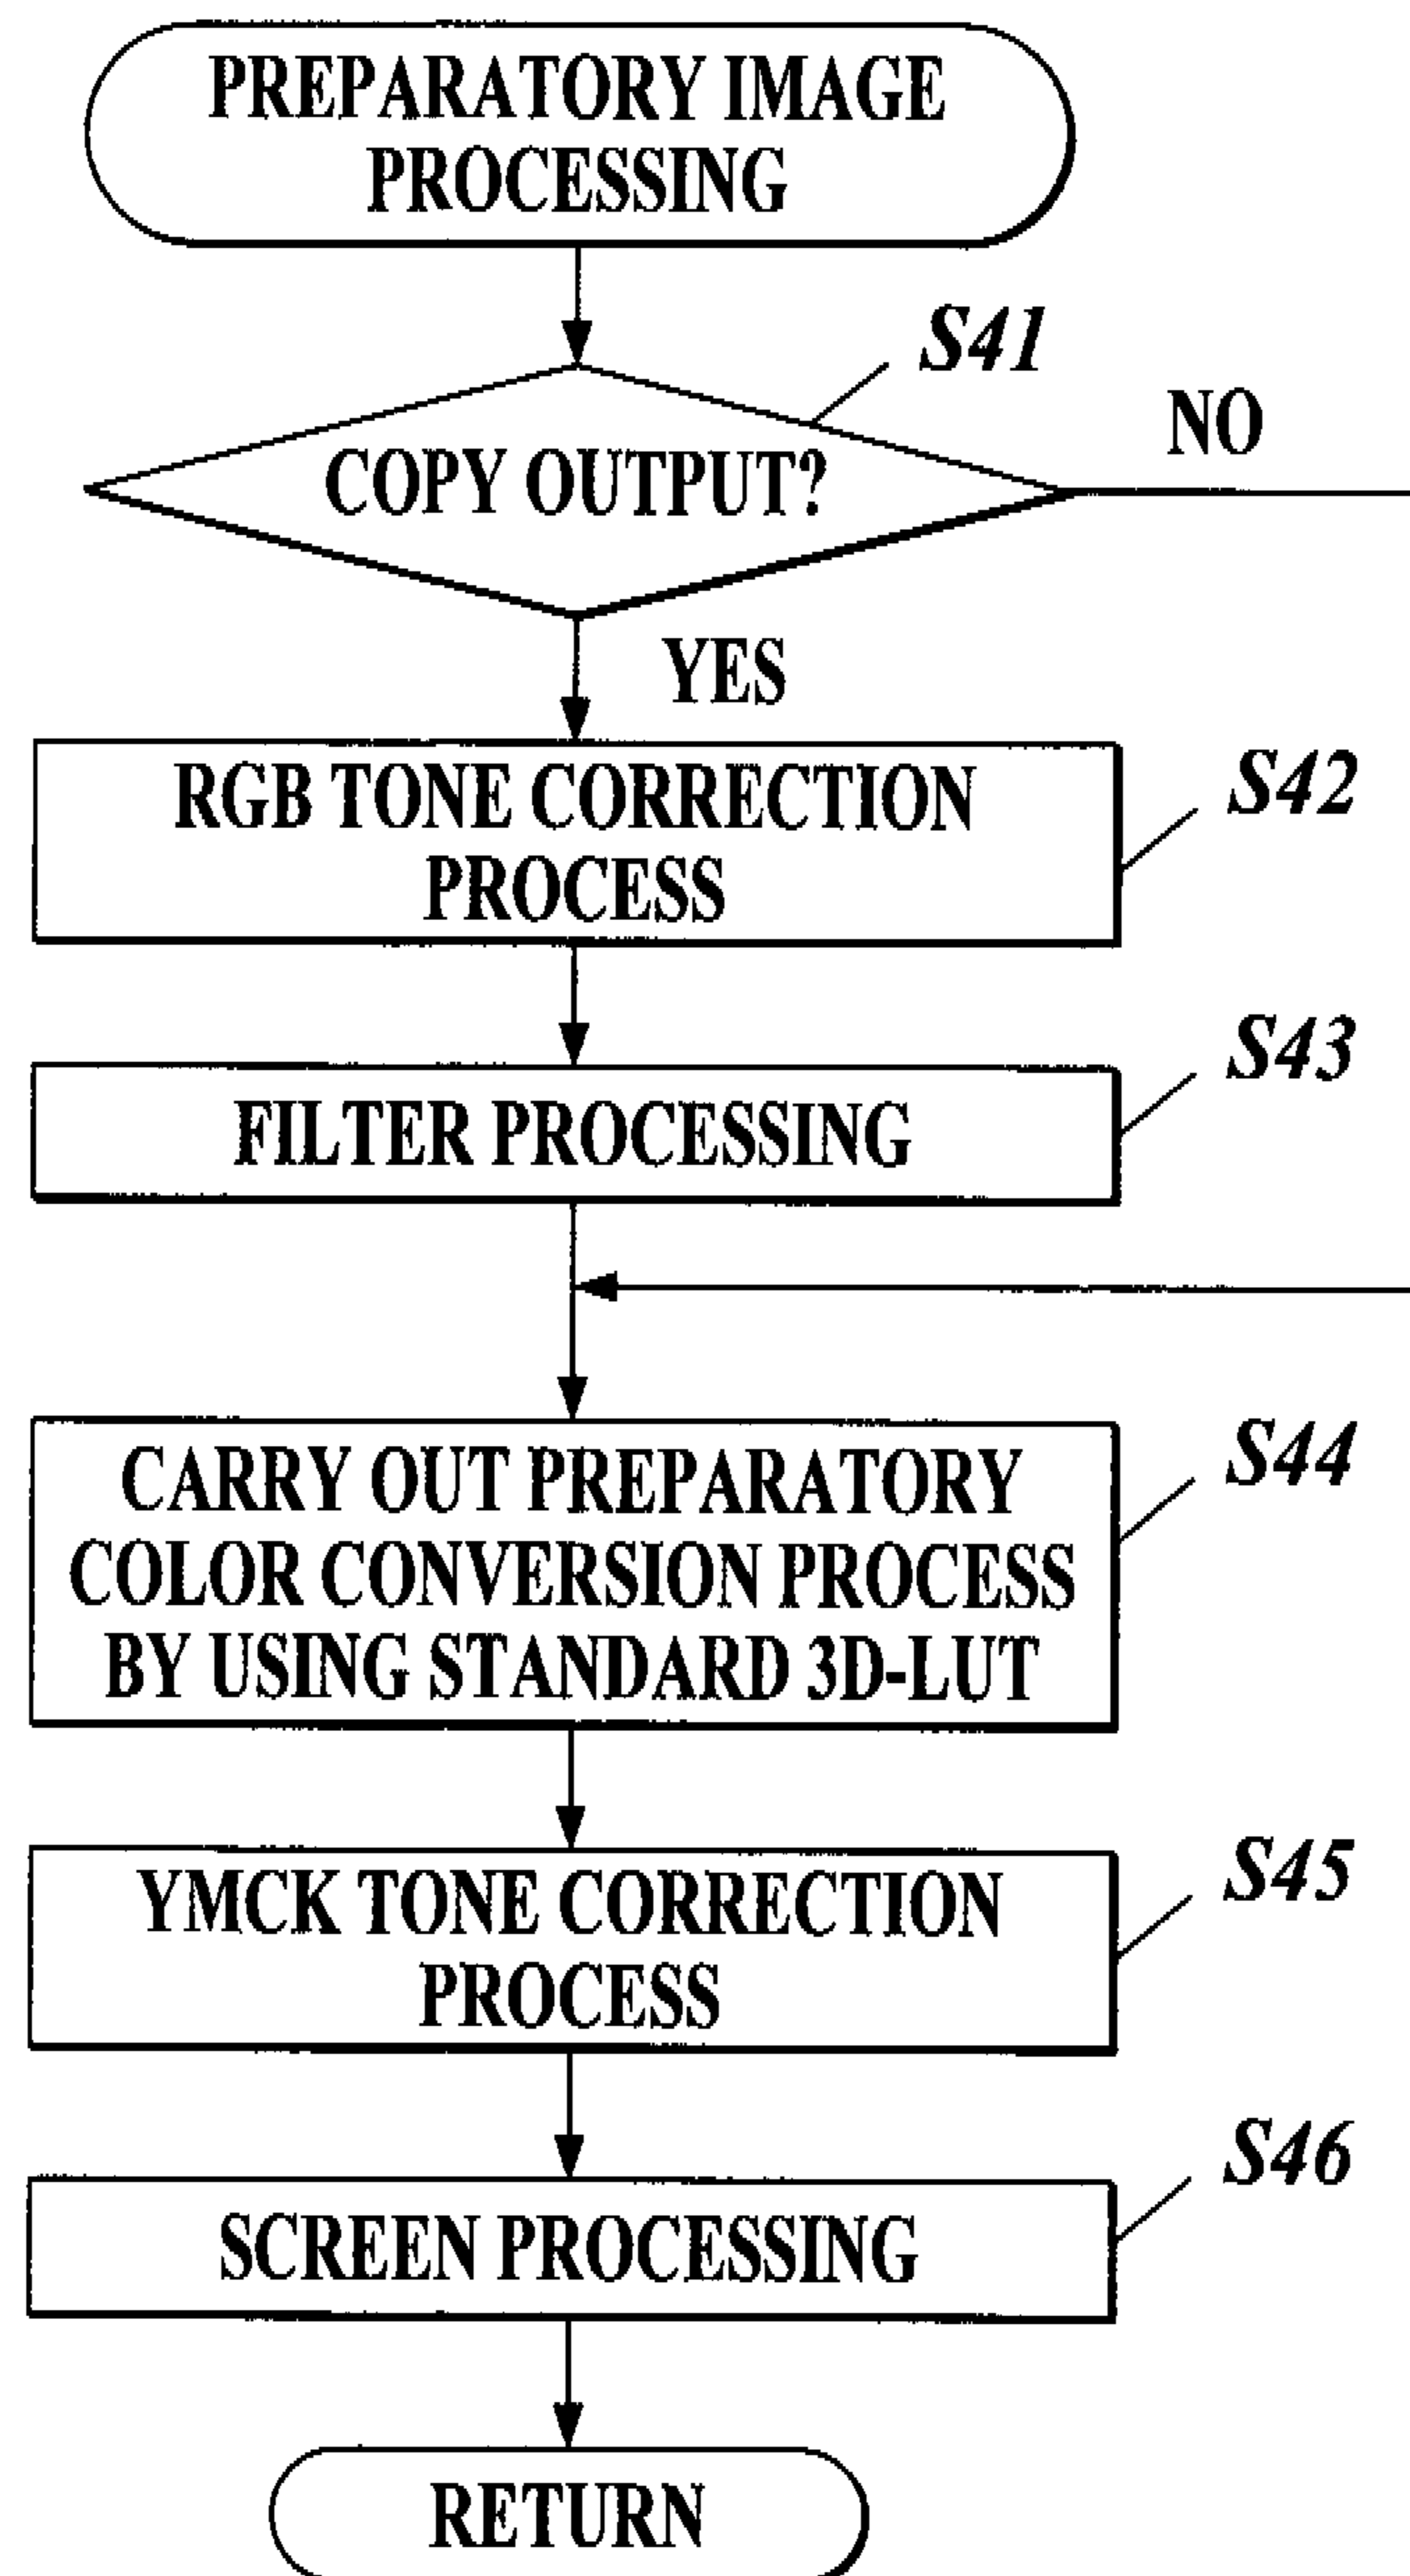 PREPARATORY IMAGE
PROCESSING
S41
COPY OUTPUT?
NO
YES
RGB TONE CORRECTION
PROCESS
S42
FILTER PROCESSING
S43
CARRY OUT PREPARATORY
COLOR CONVERSION PROCESS
BY USING STANDARD 3D-LUT
S44
YMCK TONE CORRECTION
PROCESS
S45
SCREEN PROCESSING
S46
RETURN